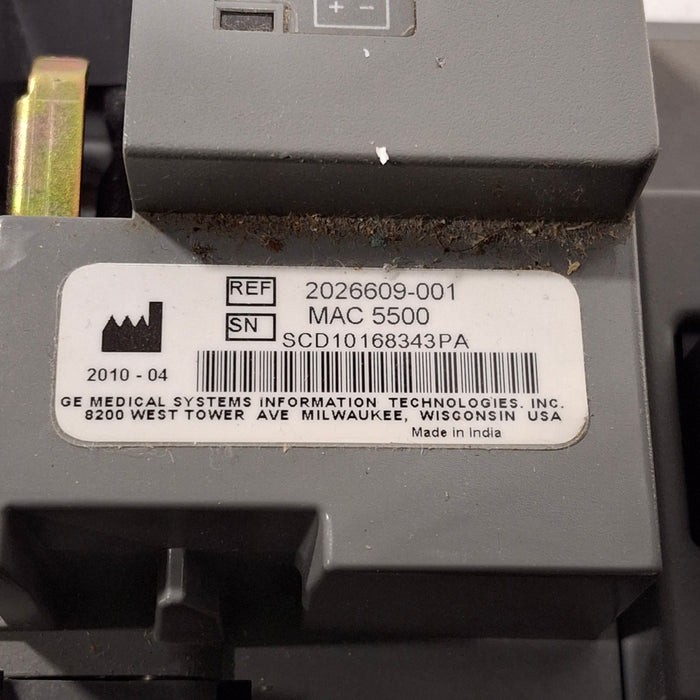 + -
REF 2026609-001
MAC 5500
SN SCD10168343PA
2010 - 04
GE MEDICAL SYSTEMS INFORMATION TECHNOLOGIES. INC.
8200 WEST TOWER AVE MILWAUKEE, WISCONSIN USA
Made in India